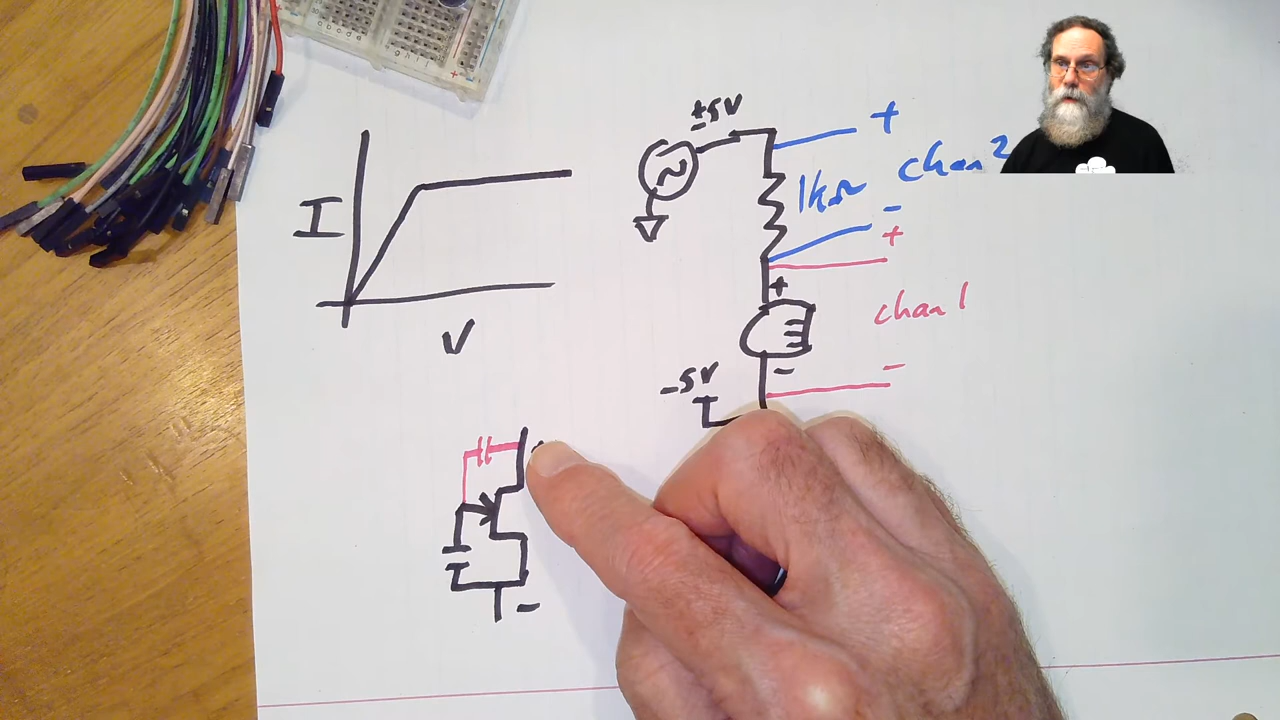 ±5V
+
chan 2
1kΩ
-
+
I
+
chan 1
V
-
-5V
-
-